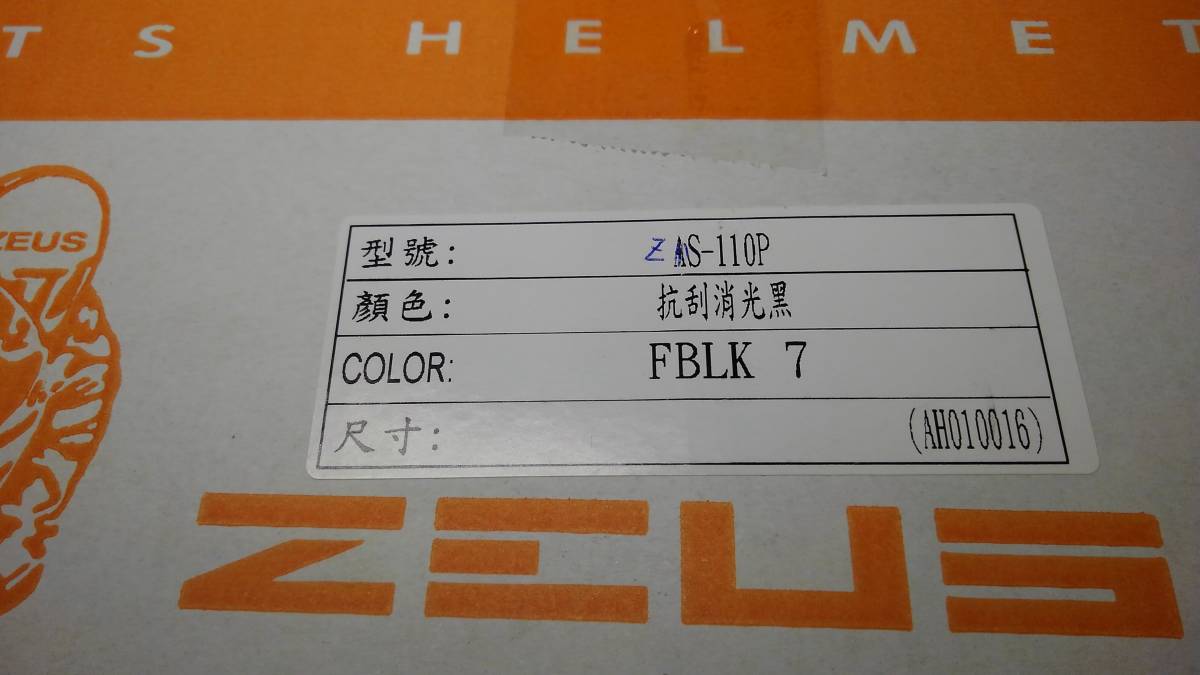 TS HELMET
ZEUS
型號: Z AS-110P
顏色: 抗刮消光黑
COLOR: FBLK 7
尺寸: (AH010016)
ZEUS